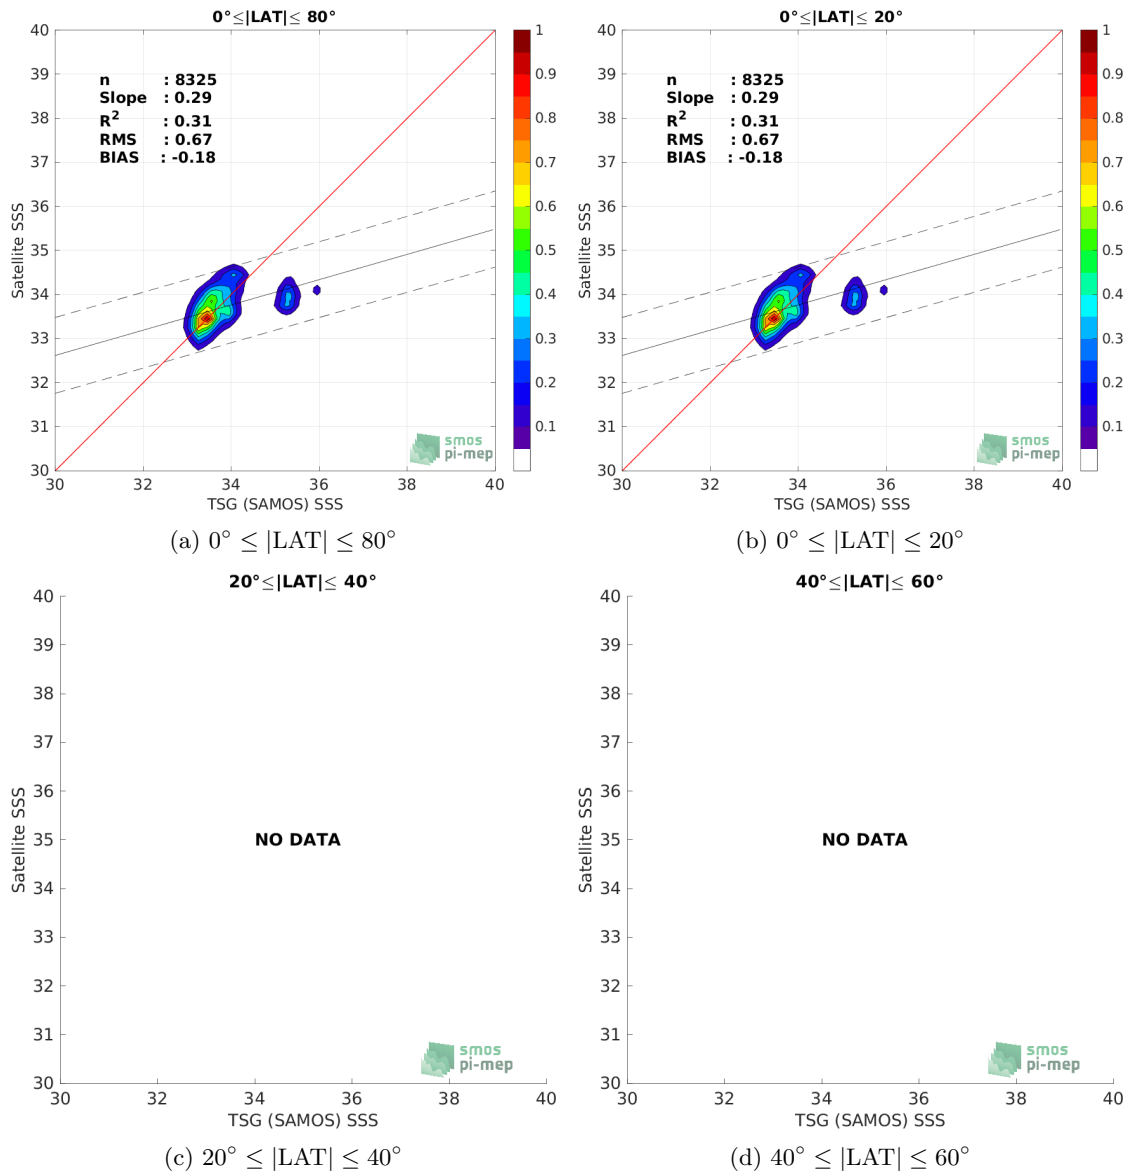 0°≤|LAT|≤ 80°
40
39
38
37
36
35
34
33
32
31
30
Satellite SSS
n : 8325
Slope : 0.29
R² : 0.31
RMS : 0.67
BIAS : -0.18
smos
pi-mep
30 32 34 36 38 40
TSG (SAMOS) SSS
1
0.9
0.8
0.7
0.6
0.5
0.4
0.3
0.2
0.1
(a) 0° ≤ |LAT| ≤ 80°
0°≤|LAT|≤ 20°
40
39
38
37
36
35
34
33
32
31
30
Satellite SSS
n : 8325
Slope : 0.29
R² : 0.31
RMS : 0.67
BIAS : -0.18
smos
pi-mep
30 32 34 36 38 40
TSG (SAMOS) SSS
1
0.9
0.8
0.7
0.6
0.5
0.4
0.3
0.2
0.1
(b) 0° ≤ |LAT| ≤ 20°
20°≤|LAT|≤ 40°
40
39
38
37
36
35
34
33
32
31
30
Satellite SSS
NO DATA
smos
pi-mep
30 32 34 36 38 40
TSG (SAMOS) SSS
(c) 20° ≤ |LAT| ≤ 40°
40°≤|LAT|≤ 60°
40
39
38
37
36
35
34
33
32
31
30
Satellite SSS
NO DATA
smos
pi-mep
30 32 34 36 38 40
TSG (SAMOS) SSS
(d) 40° ≤ |LAT| ≤ 60°